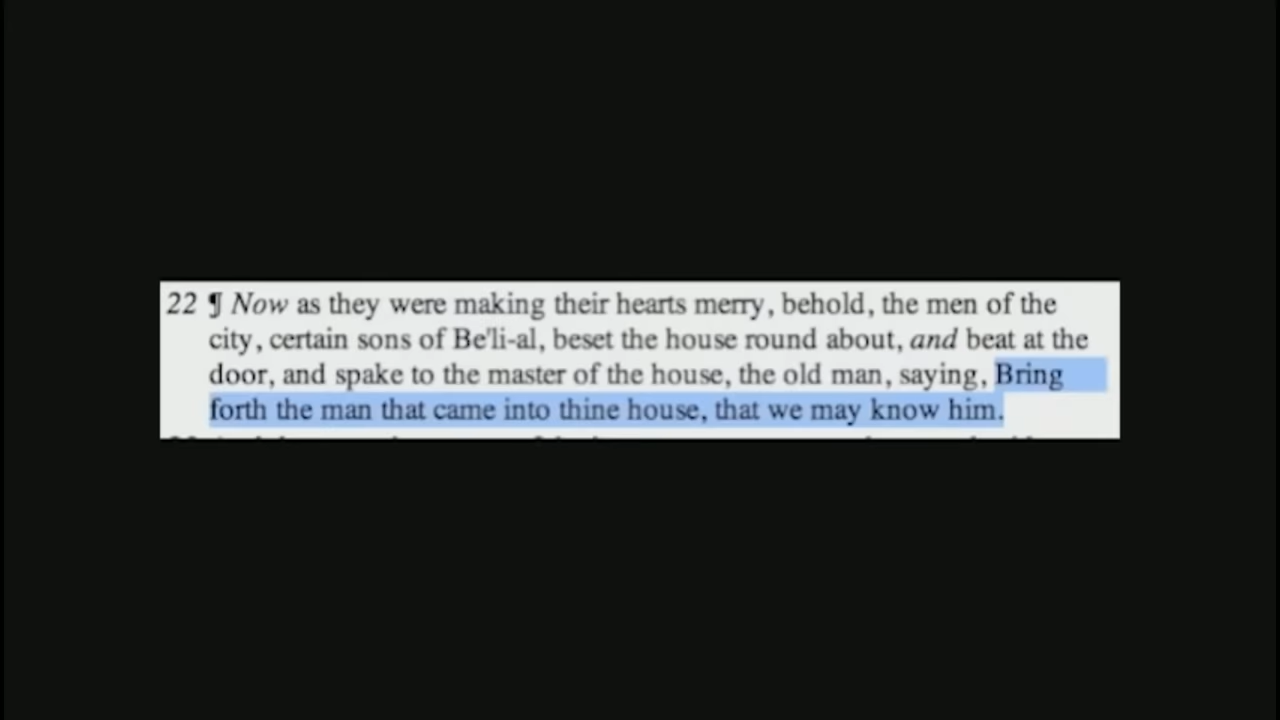 22 ¶ Now as they were making their hearts merry, behold, the men of the
city, certain sons of Be'li-al, beset the house round about, and beat at the
door, and spake to the master of the house, the old man, saying, Bring
forth the man that came into thine house, that we may know him.